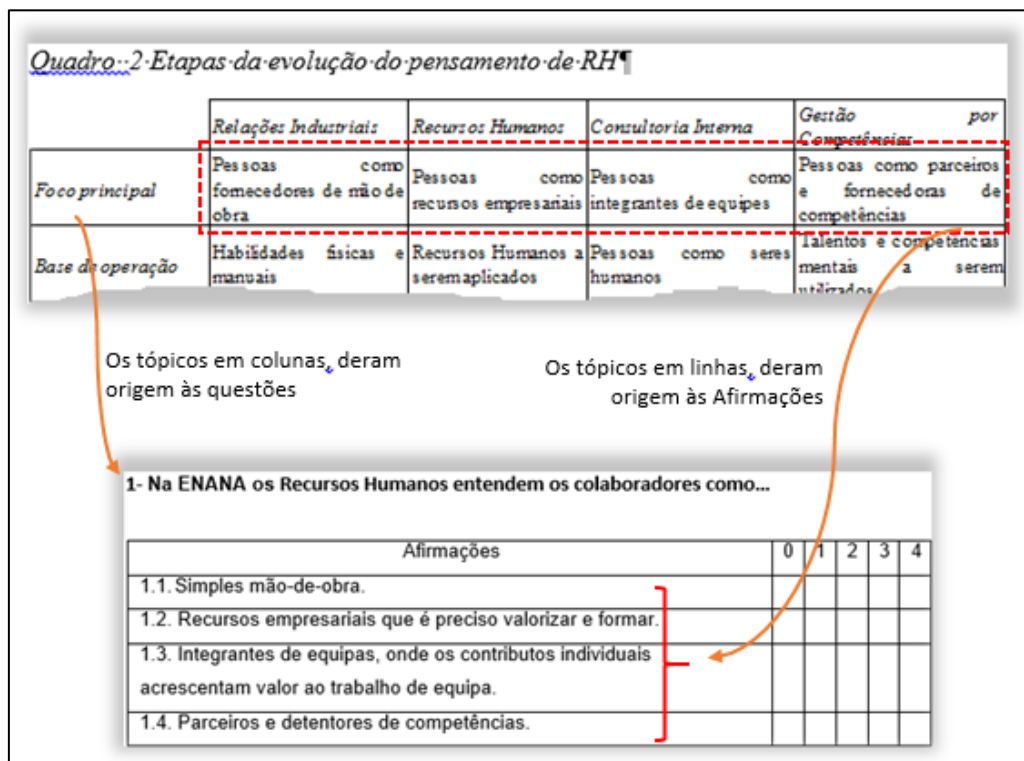 Quadro··2·Etapas·da·evolução·do·pensamento·de·RH¶
Relações Industriais
Recursos Humanos
Consultoria Interna
Gestão por
Competências
Foco principal
Pessoas como
fornecedores de mão de
obra
Pessoas como
recursos empresariais
Pessoas como
integrantes de equipes
Pessoas como parceiros
e fornecedoras de
competências
Base de operação
Habilidades físicas e
manuais
Recursos Humanos a
serem aplicados
Pessoas como seres
humanos
Talentos e competências
mentais a serem
utilizados
Os tópicos em colunas, deram
origem às questões
Os tópicos em linhas, deram
origem às Afirmações
1- Na ENANA os Recursos Humanos entendem os colaboradores como...
Afirmações 0 1 2 3 4
1.1. Simples mão-de-obra.
1.2. Recursos empresariais que é preciso valorizar e formar.
1.3. Integrantes de equipas, onde os contributos individuais
acrescentam valor ao trabalho de equipa.
1.4. Parceiros e detentores de competências.